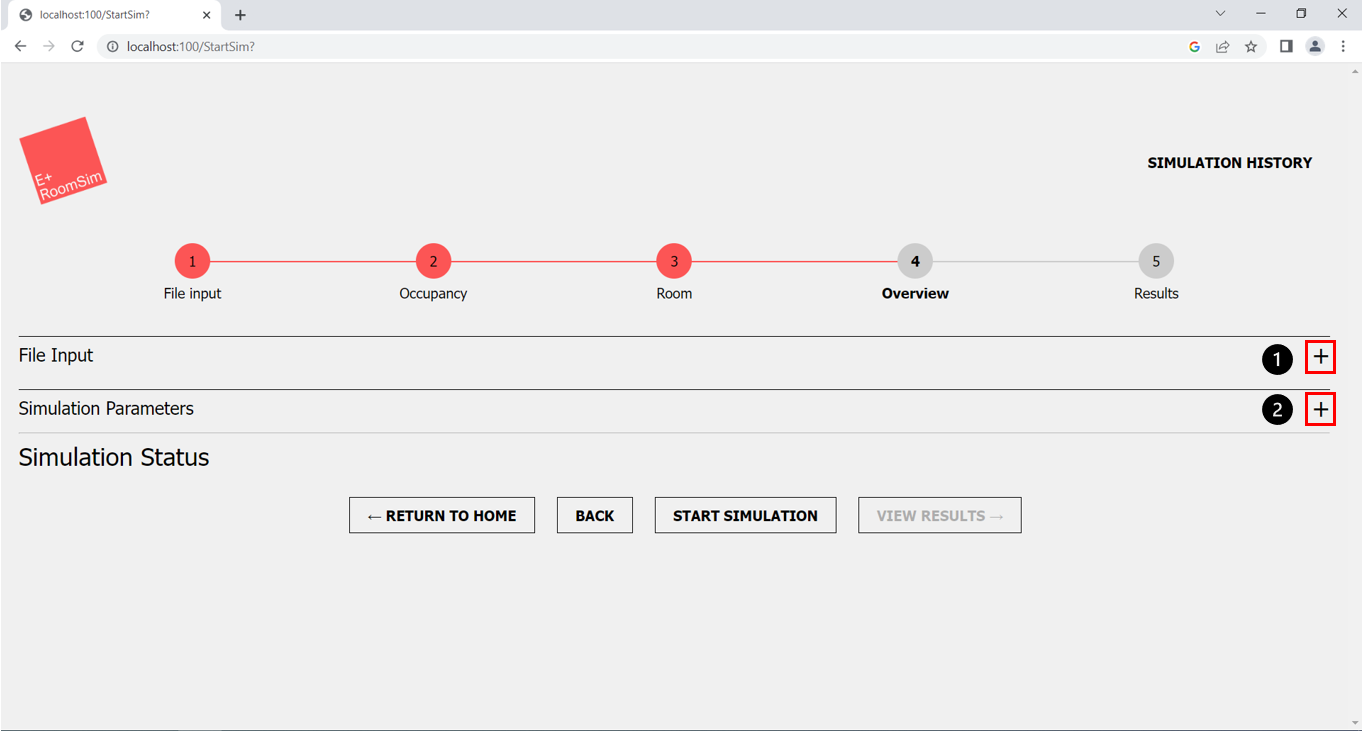 localhost:100/StartSim?
localhost:100/StartSim?
E+
RoomSim
SIMULATION HISTORY
1 2 3 4 5
File input Occupancy Room Overview Results
File Input 1 +
Simulation Parameters 2 +
Simulation Status
← RETURN TO HOME BACK START SIMULATION VIEW RESULTS →